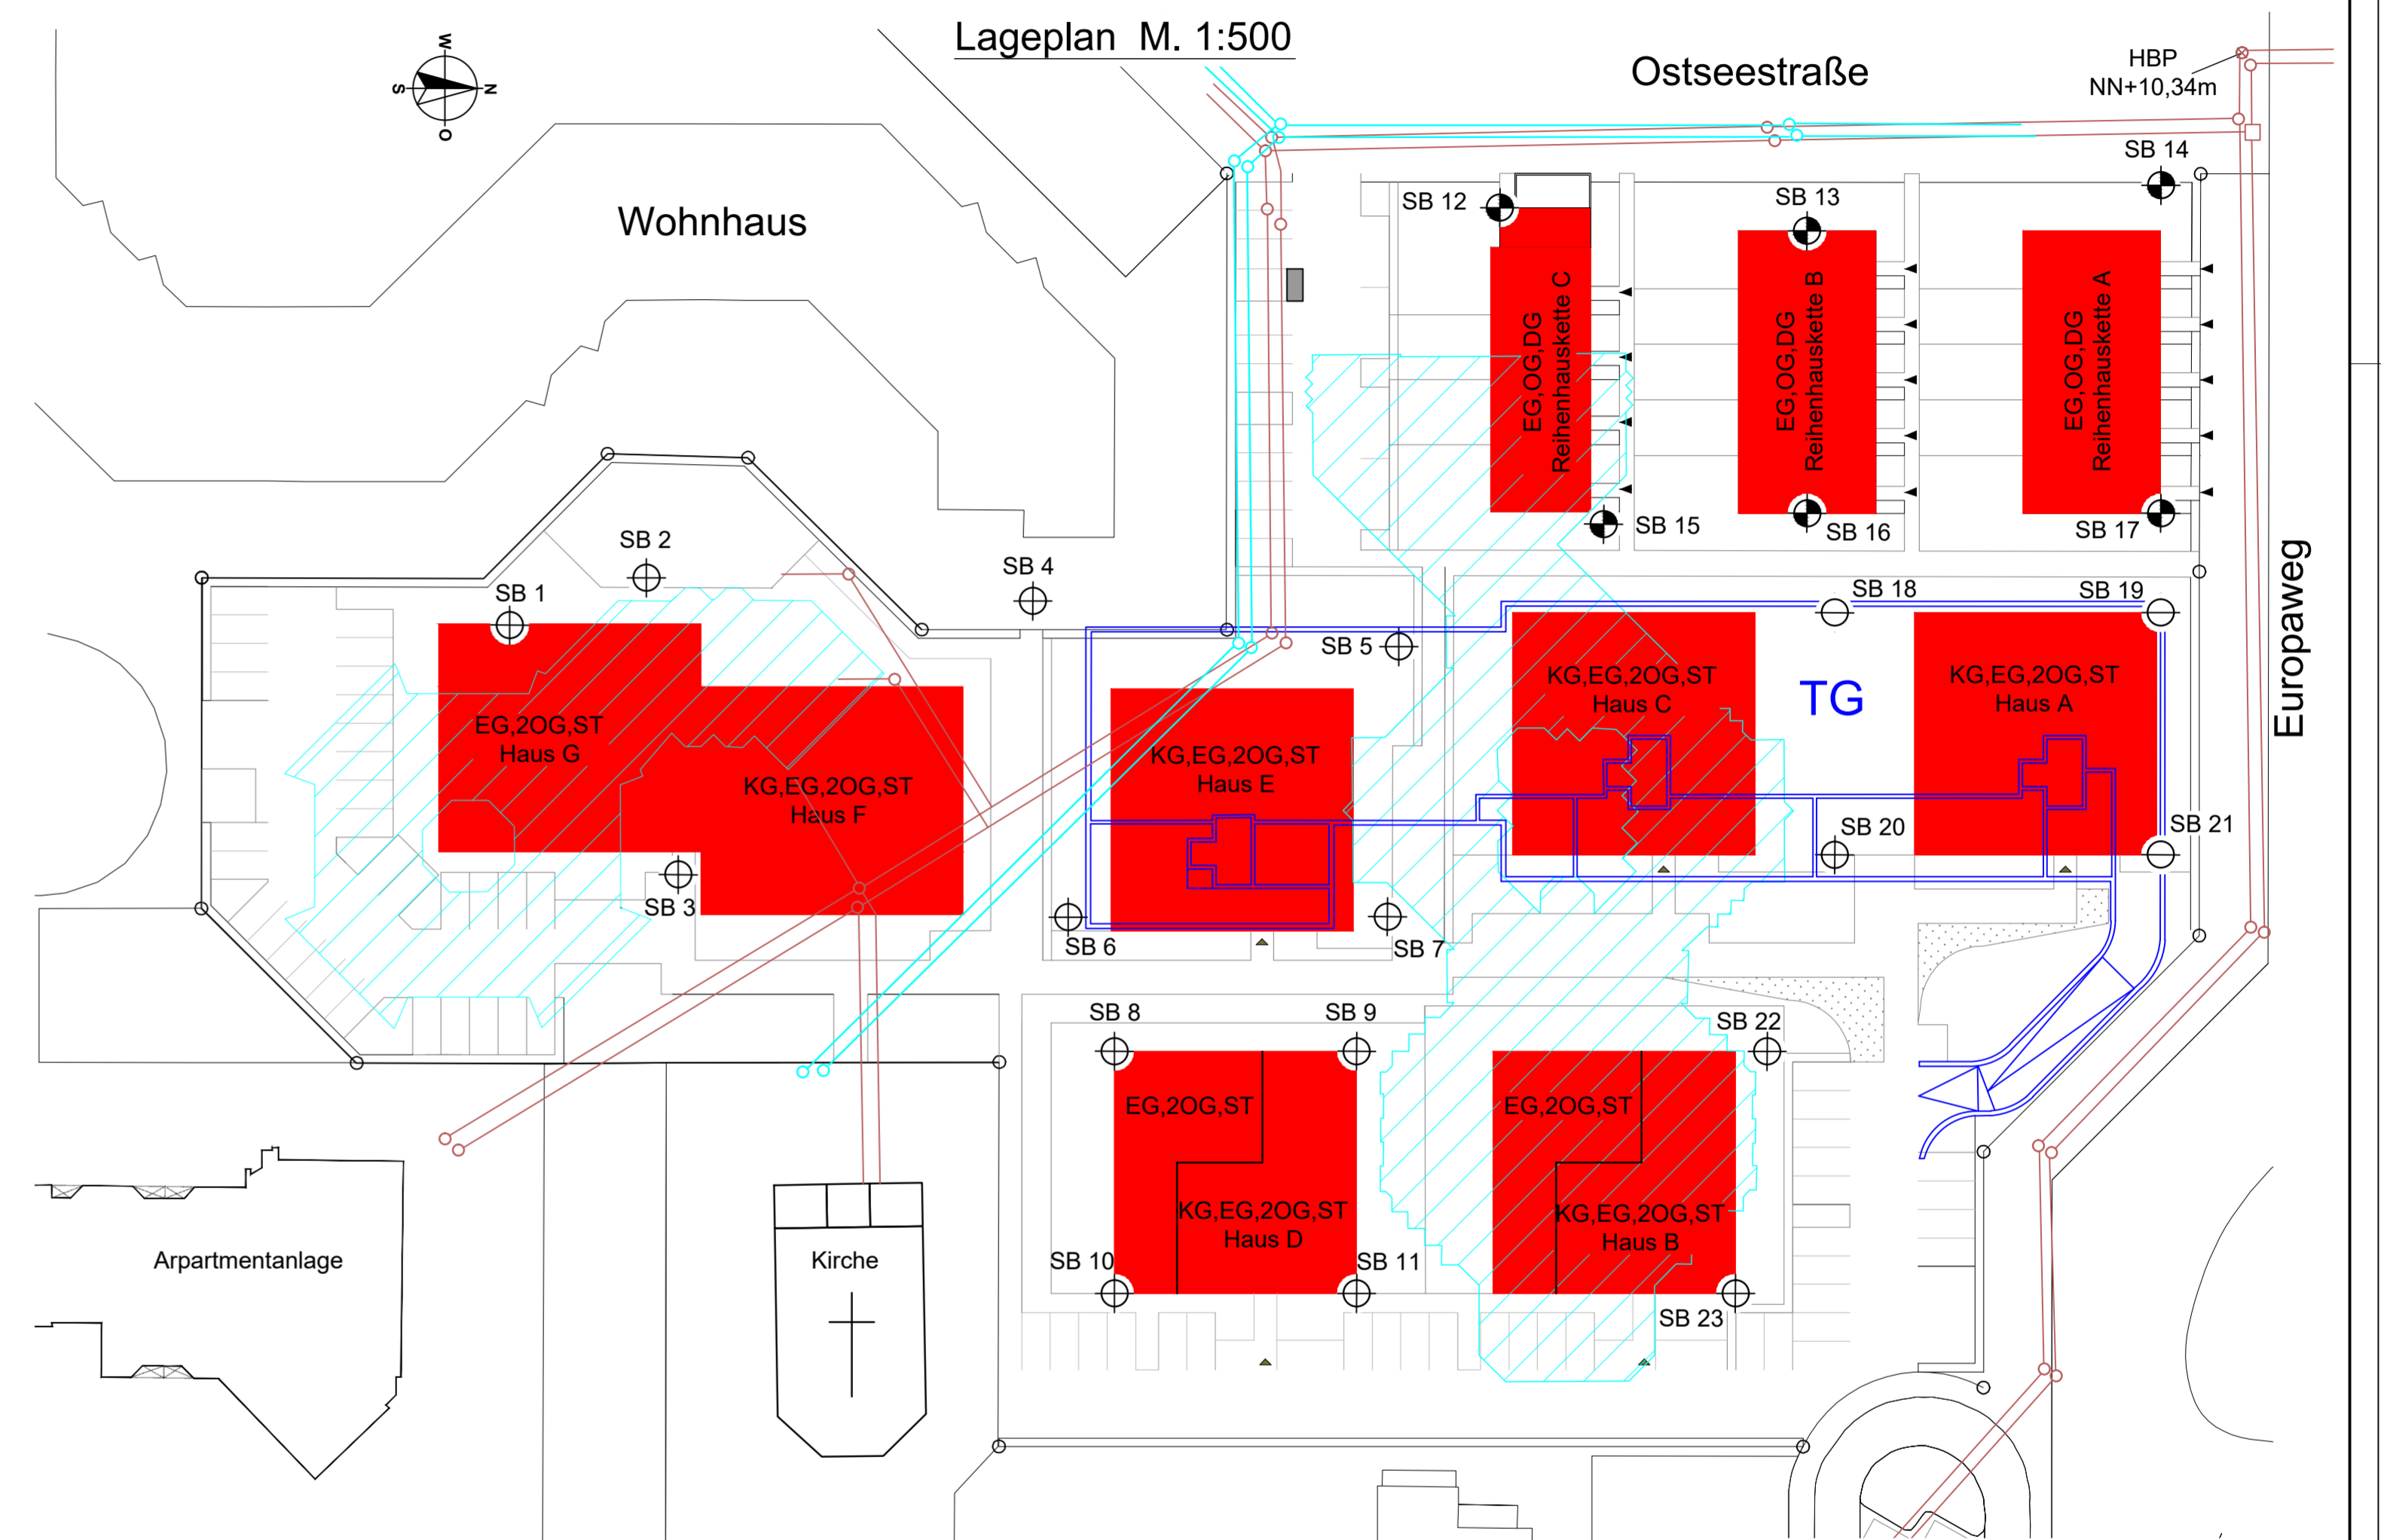 Lageplan M. 1:500
W
S
N
O
Ostseestraße
HBP
NN+10,34m
SB 14
SB 12
SB 13
Wohnhaus
EG,OG,DG
Reihenhauskette C
EG,OG,DG
Reihenhauskette B
EG,OG,DG
Reihenhauskette A
SB 15
SB 16
SB 17
SB 2
SB 4
SB 1
SB 18
SB 19
SB 5
Europaweg
KG,EG,2OG,ST
Haus C
TG
KG,EG,2OG,ST
Haus A
EG,2OG,ST
Haus G
KG,EG,2OG,ST
Haus E
KG,EG,2OG,ST
Haus F
SB 20
SB 21
SB 3
SB 6
SB 7
SB 8
SB 9
SB 22
EG,2OG,ST
EG,2OG,ST
KG,EG,2OG,ST
Haus D
KG,EG,2OG,ST
Haus B
Arpartmentanlage
Kirche
SB 10
SB 11
SB 23